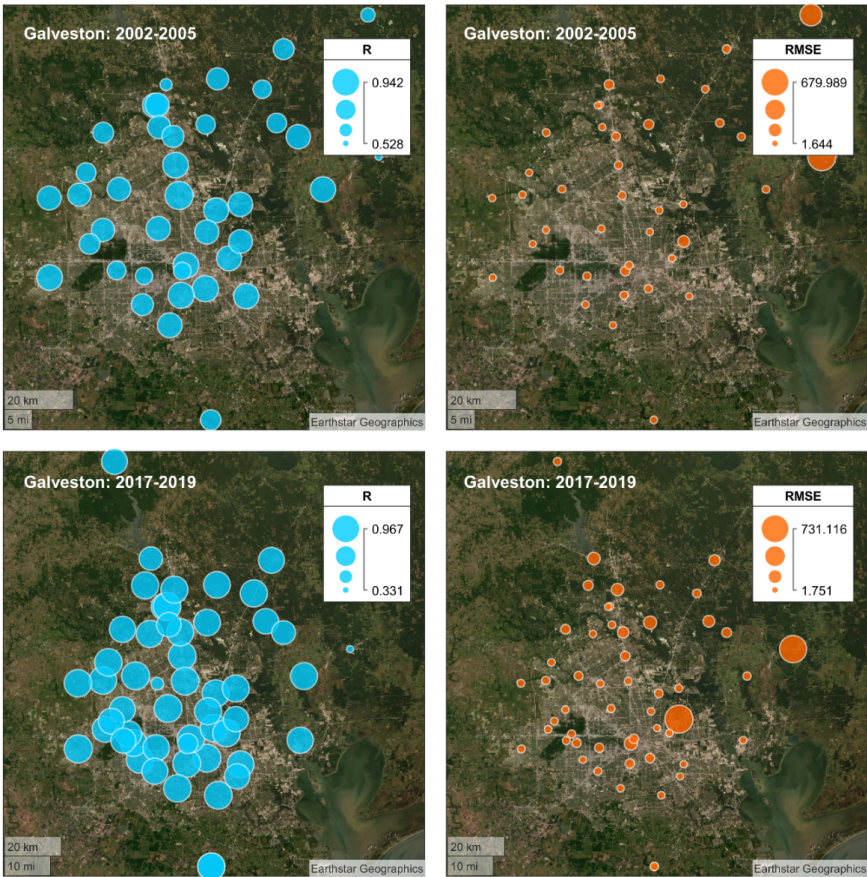 Galveston: 2002-2005
R
0.942
0.528
20 km
5 mi
Earthstar Geographics
Galveston: 2002-2005
RMSE
679.989
1.644
20 km
5 mi
Earthstar Geographics
Galveston: 2017-2019
R
0.967
0.331
20 km
10 mi
Earthstar Geographics
Galveston: 2017-2019
RMSE
731.116
1.751
20 km
10 mi
Earthstar Geographics